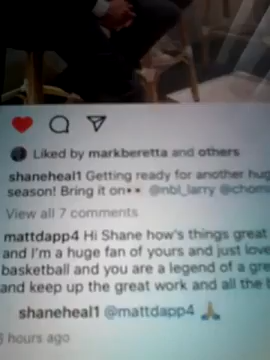 Liked by markberetta and others
shaneheal1 Getting ready for another hug
season! Bring it on•• @nbl_larry @chom
View all 7 comments
mattdapp4 Hi Shane how's things great
and I'm a huge fan of yours and just love
basketball and you are a legend of a gre
and keep up the great work and all the b
shaneheal1 @mattdapp4 🙏
5 hours ago